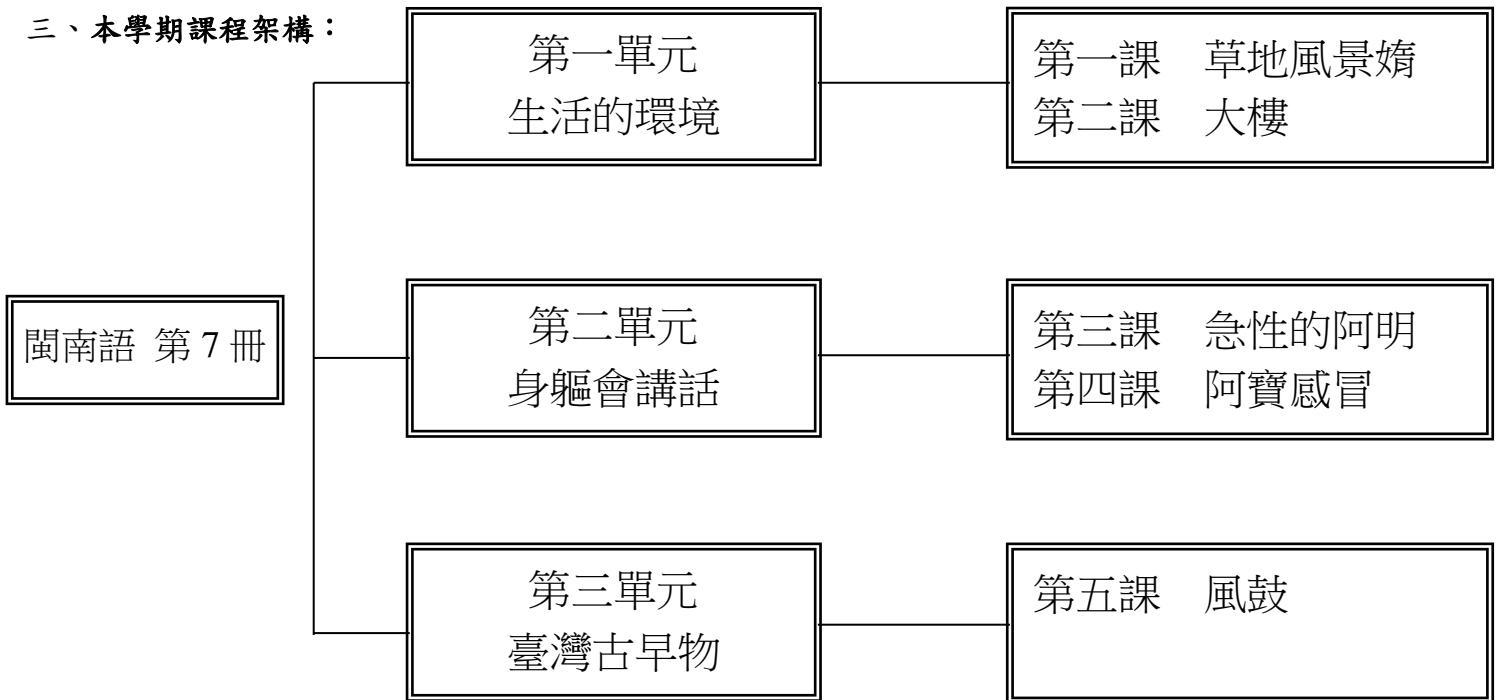 三、本學期課程架構：
第一單元
生活的環境
第一課 草地風景媠
第二課 大樓
閩南語 第 7 冊
第二單元
身軀會講話
第三課 急性的阿明
第四課 阿寶感冒
第三單元
臺灣古早物
第五課 風鼓